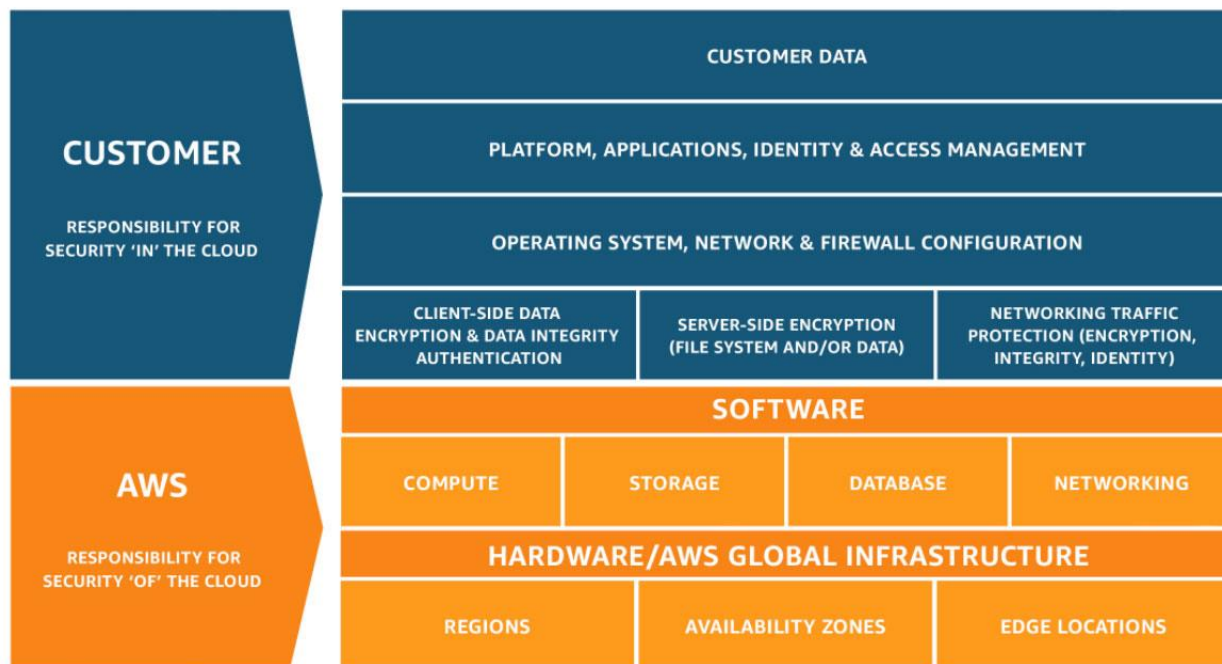 CUSTOMER
RESPONSIBILITY FOR
SECURITY ‘IN’ THE CLOUD
CUSTOMER DATA
PLATFORM, APPLICATIONS, IDENTITY & ACCESS MANAGEMENT
OPERATING SYSTEM, NETWORK & FIREWALL CONFIGURATION
CLIENT-SIDE DATA
ENCRYPTION & DATA INTEGRITY
AUTHENTICATION
SERVER-SIDE ENCRYPTION
(FILE SYSTEM AND/OR DATA)
NETWORKING TRAFFIC
PROTECTION (ENCRYPTION,
INTEGRITY, IDENTITY)
AWS
RESPONSIBILITY FOR
SECURITY ‘OF’ THE CLOUD
SOFTWARE
COMPUTE
STORAGE
DATABASE
NETWORKING
HARDWARE/AWS GLOBAL INFRASTRUCTURE
REGIONS
AVAILABILITY ZONES
EDGE LOCATIONS